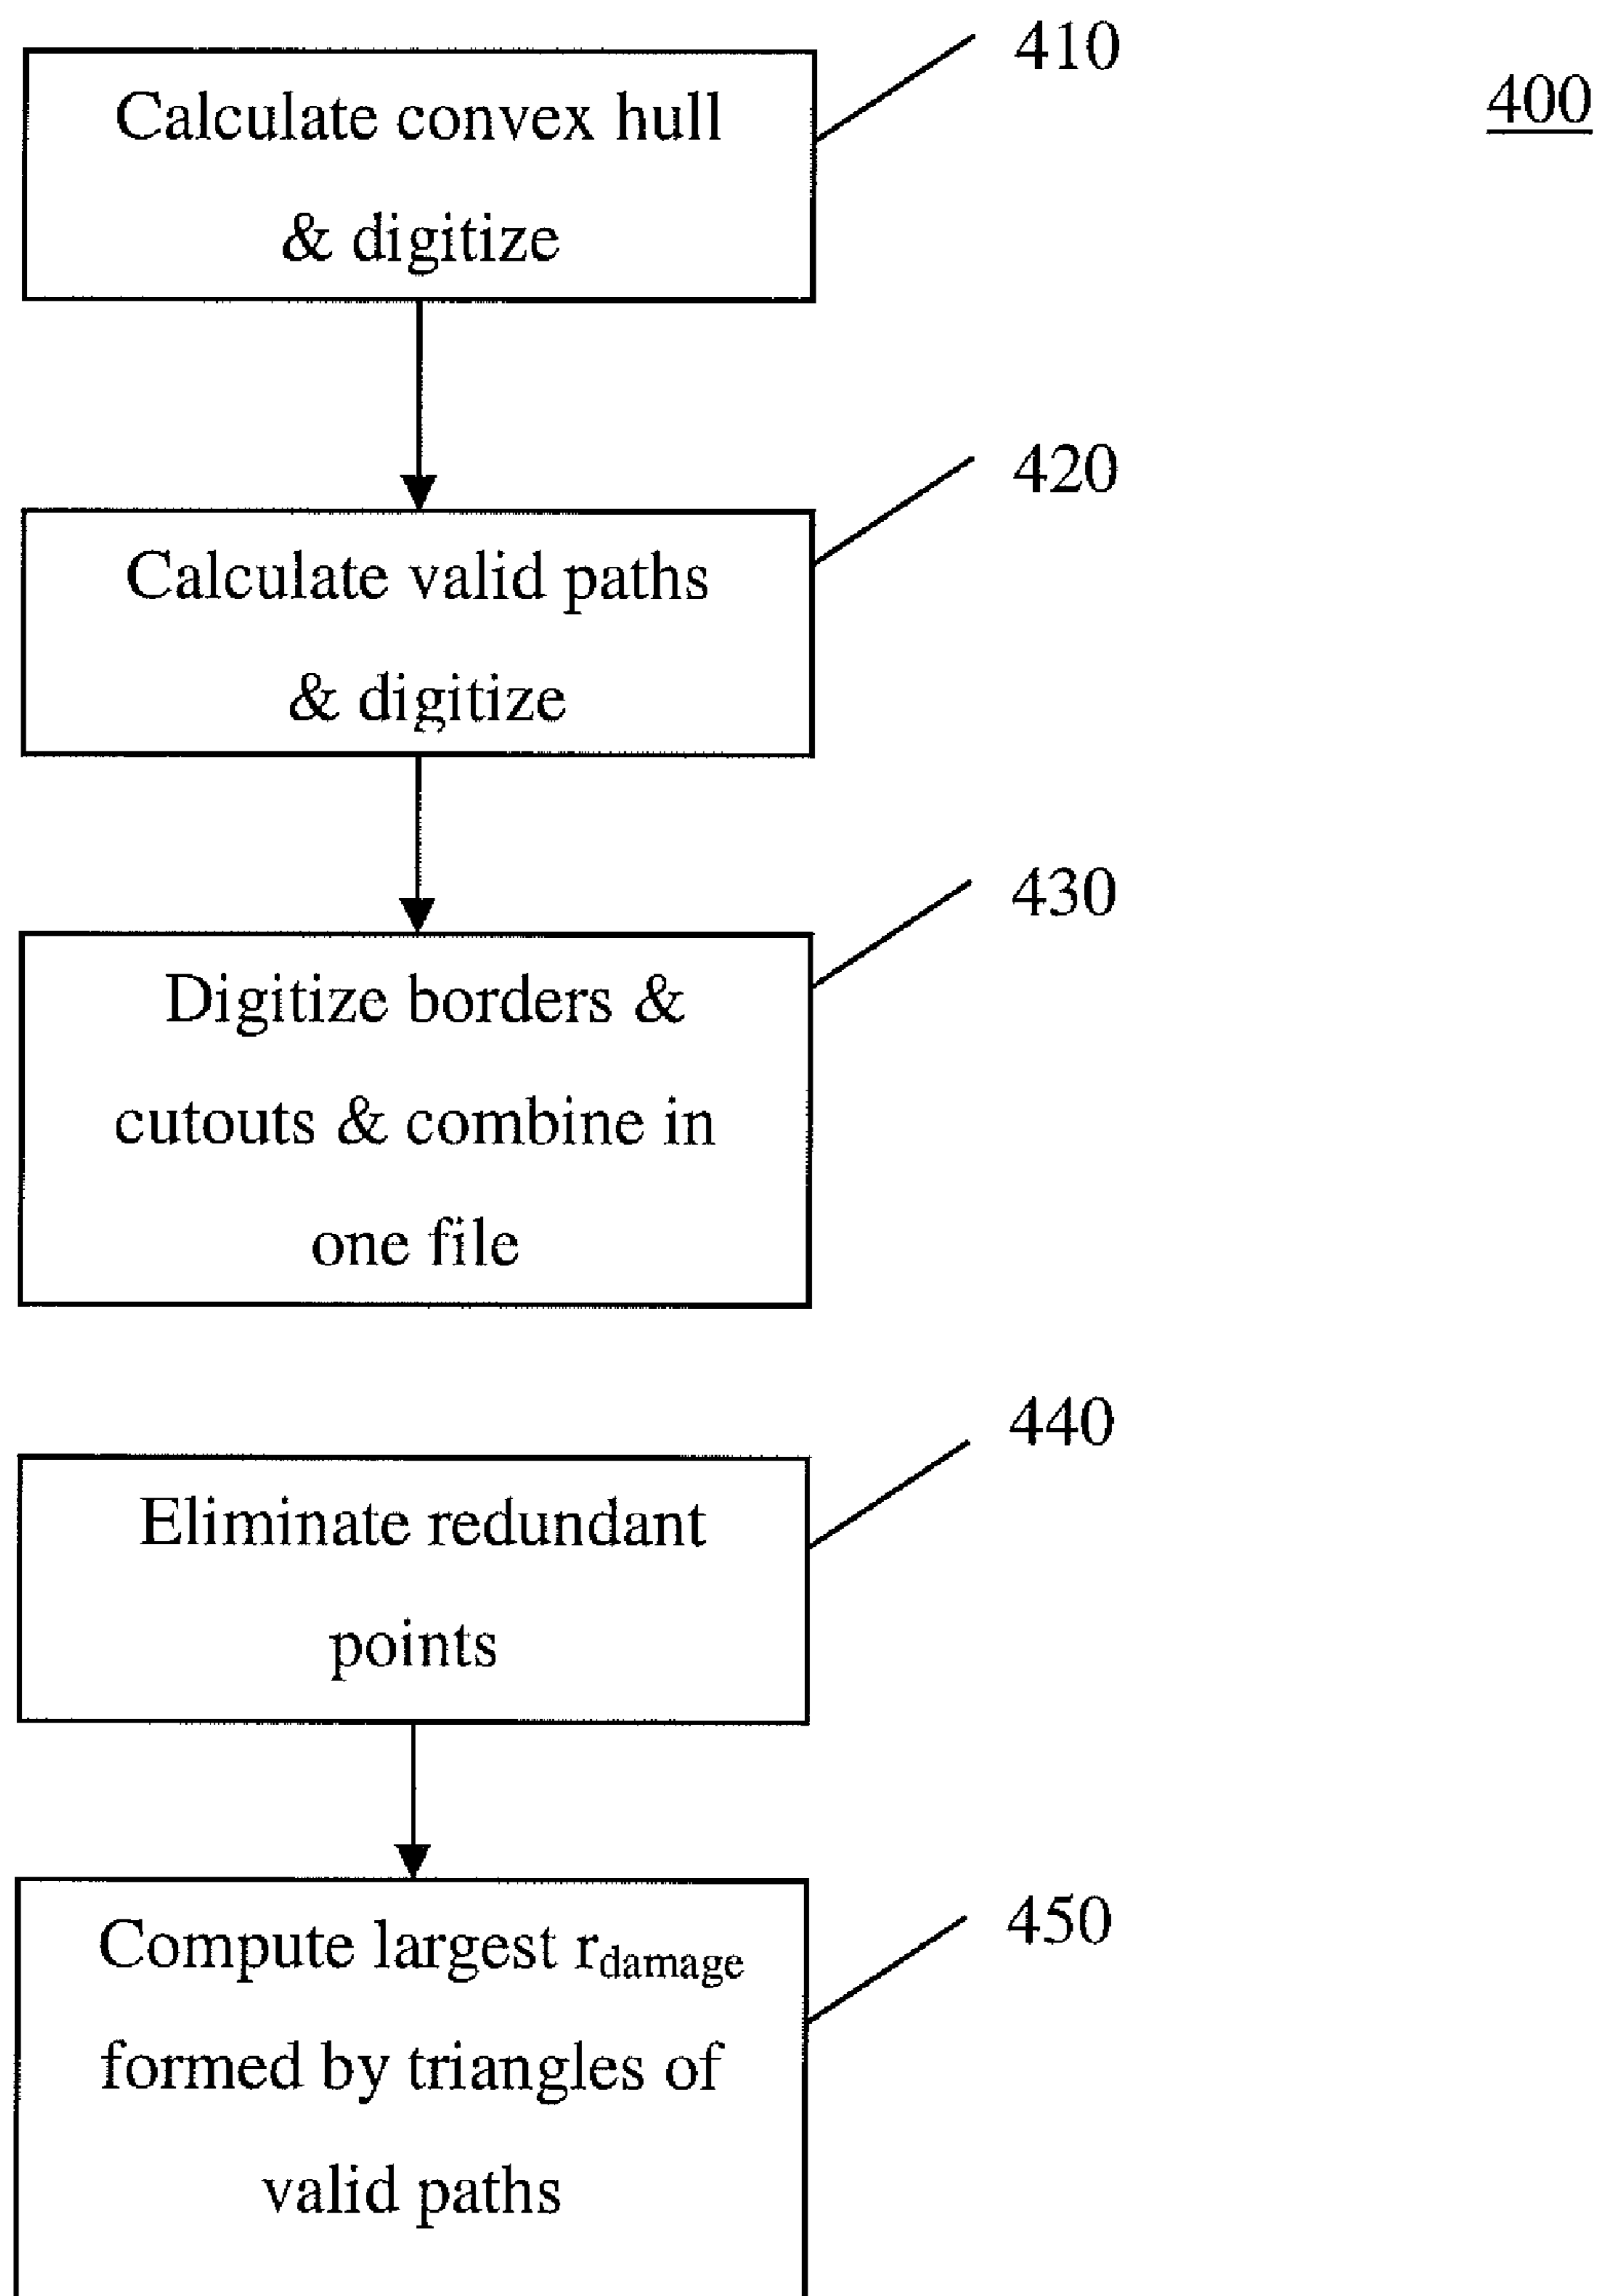 410
400
Calculate convex hull
& digitize
420
Calculate valid paths
& digitize
430
Digitize borders &
cutouts & combine in
one file
440
Eliminate redundant
points
450
Compute largest r_damage
formed by triangles of
valid paths